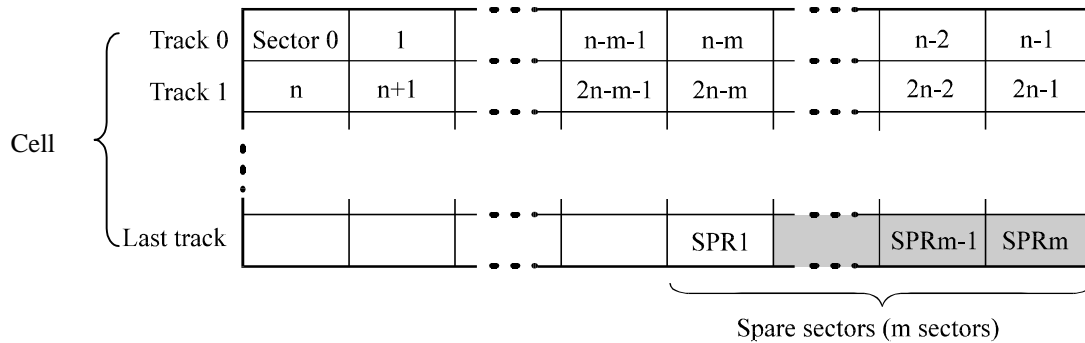 Track 0 Sector 0 1 n-m-1 n-m n-2 n-1
Track 1 n n+1 2n-m-1 2n-m 2n-2 2n-1
Cell
Last track SPR1 SPRm-1 SPRm
Spare sectors (m sectors)